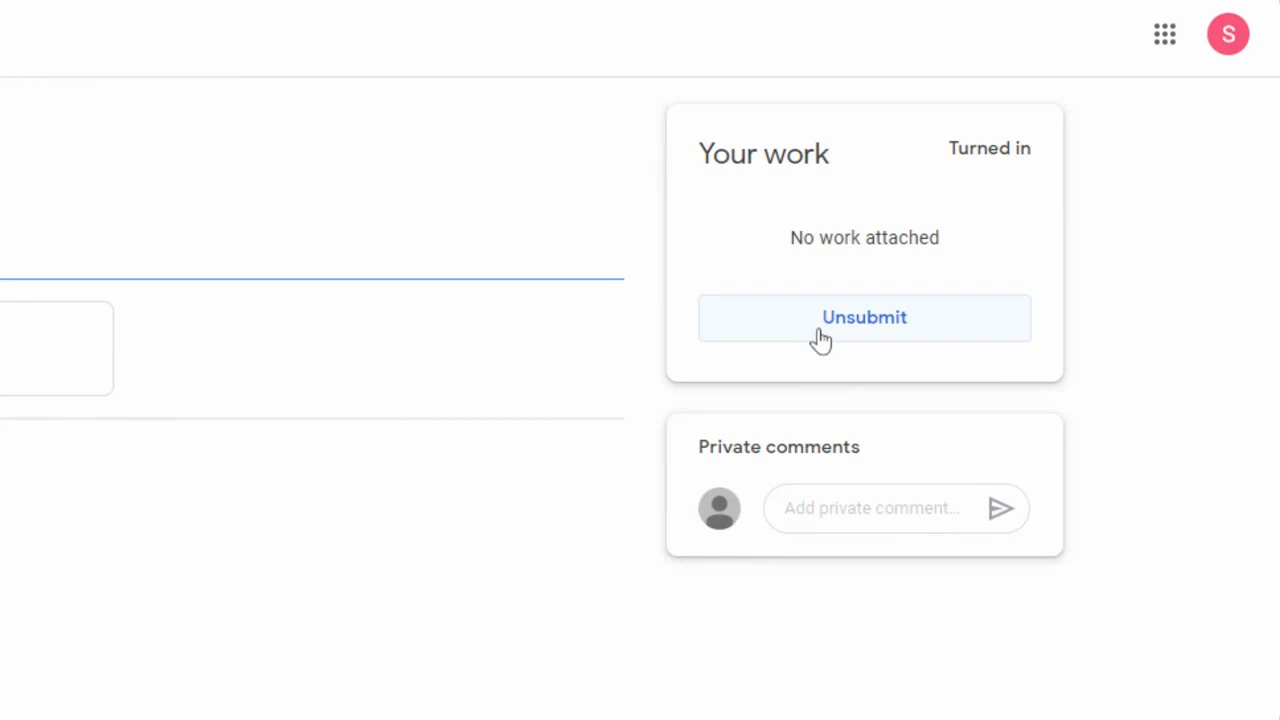 S
Your work
Turned in
No work attached
Unsubmit
Private comments
Add private comment...